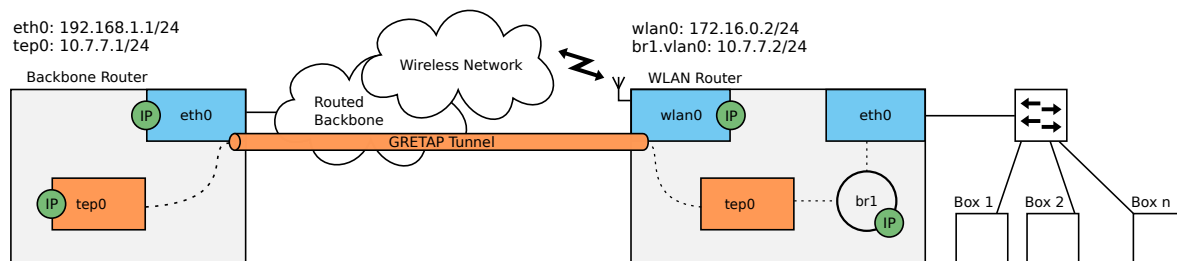 eth0: 192.168.1.1/24
tep0: 10.7.7.1/24
wlan0: 172.16.0.2/24
br1.vlan0: 10.7.7.2/24
Backbone Router
Wireless Network
WLAN Router
IP
eth0
Routed
Backbone
wlan0
IP
eth0
GRETAP Tunnel
IP
tep0
tep0
br1
IP
Box 1
Box 2
Box n